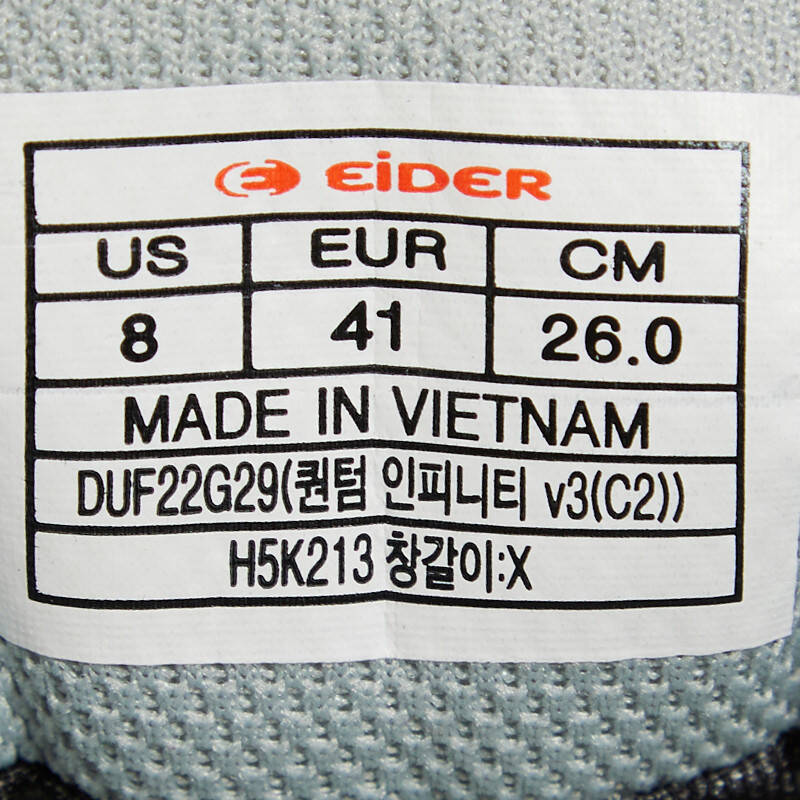 EiDER
US EUR CM
8 41 26.0
MADE IN VIETNAM
DUF22G29(퀀텀 인피니티 v3(C2))
H5K213 창갈이:X